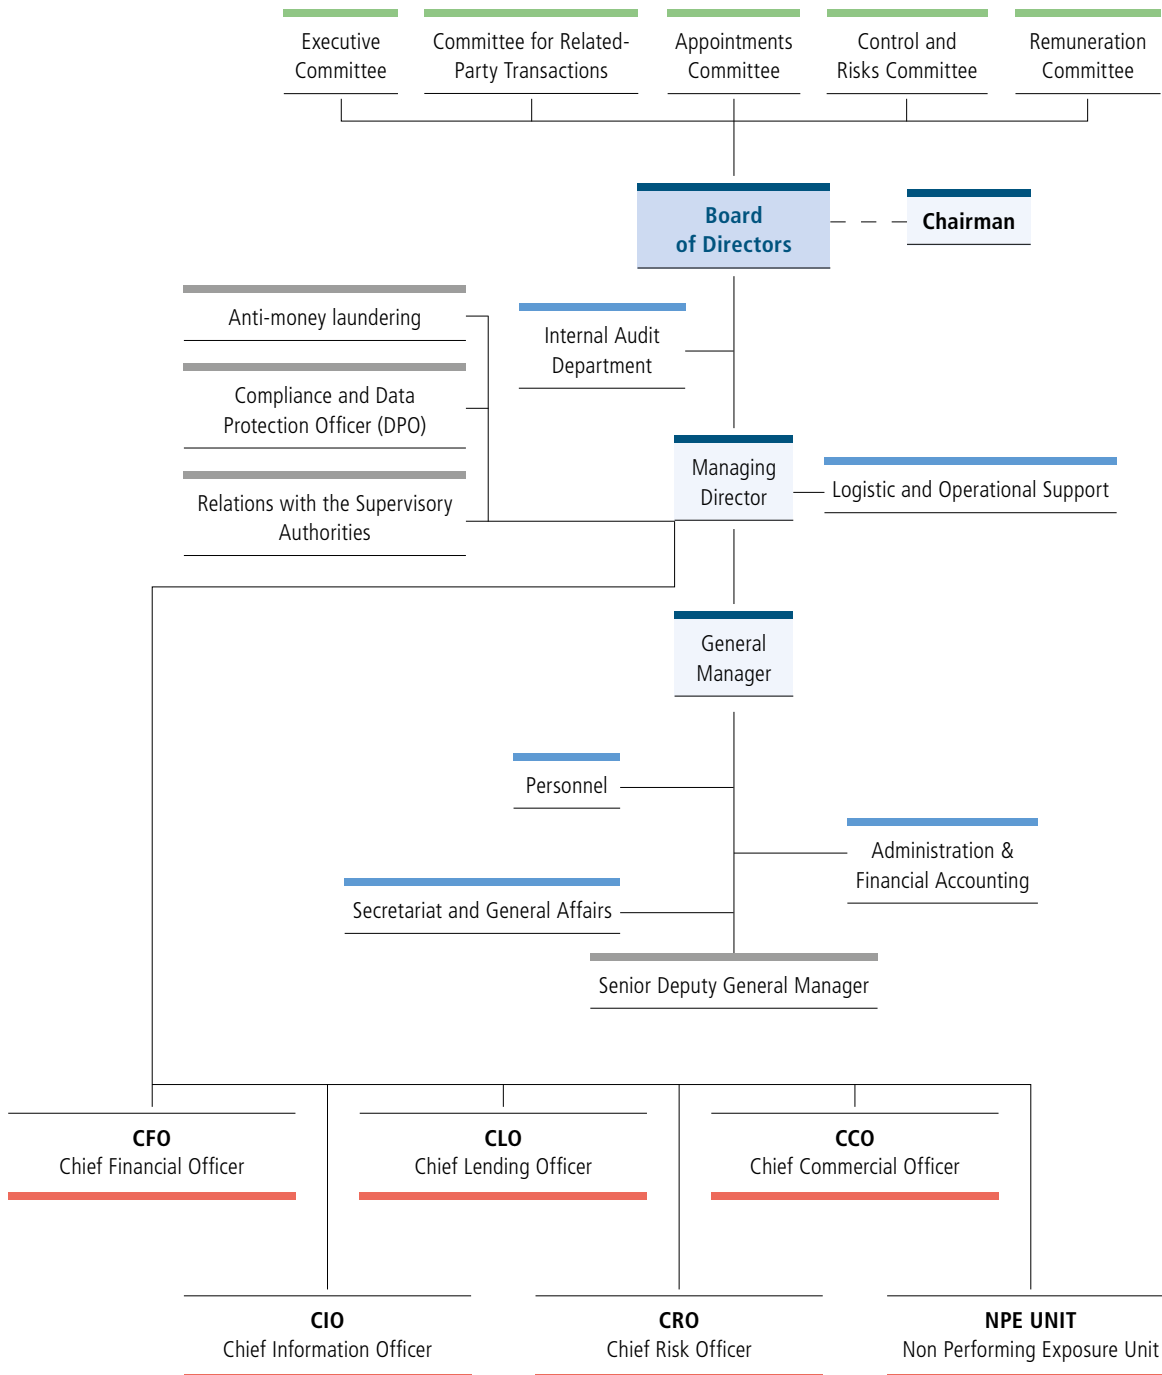 Executive
Committee
Committee for Related-
Party Transactions
Appointments
Committee
Control and
Risks Committee
Remuneration
Committee
Board
of Directors
Chairman
Anti-money laundering
Internal Audit
Department
Compliance and Data
Protection Officer (DPO)
Managing
Director
Logistic and Operational Support
Relations with the Supervisory
Authorities
General
Manager
Personnel
Administration &
Financial Accounting
Secretariat and General Affairs
Senior Deputy General Manager
CFO
Chief Financial Officer
CLO
Chief Lending Officer
CCO
Chief Commercial Officer
CIO
Chief Information Officer
CRO
Chief Risk Officer
NPE UNIT
Non Performing Exposure Unit